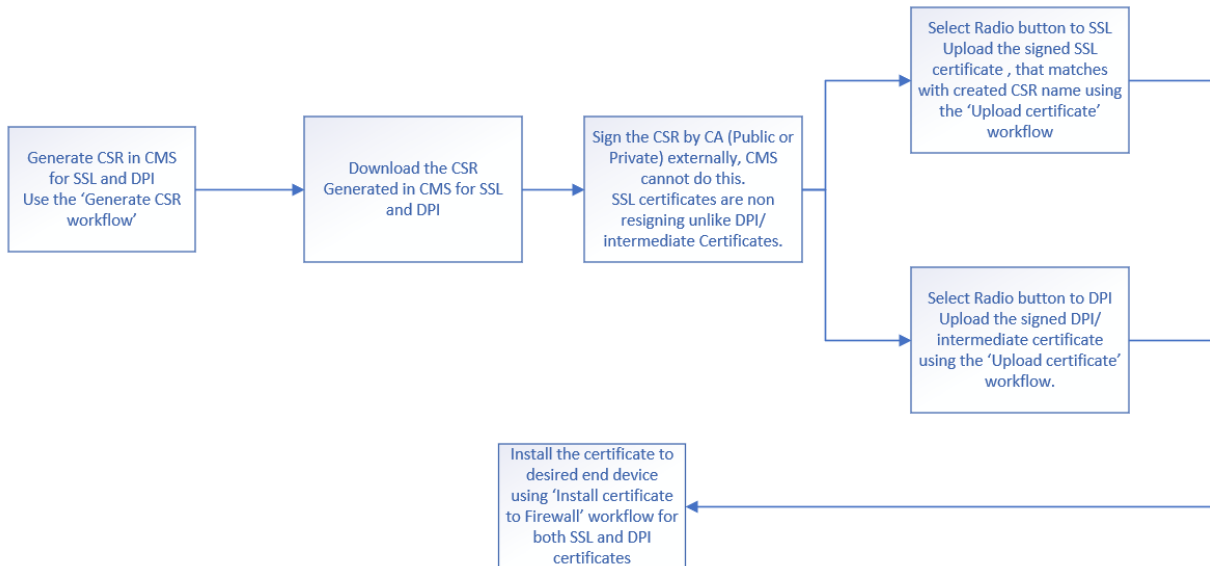 Generate CSR in CMS
for SSL and DPI
Use the ‘Generate CSR
workflow’
Download the CSR
Generated in CMS for SSL
and DPI
Sign the CSR by CA (Public or
Private) externally, CMS
cannot do this.
SSL certificates are non
resigning unlike DPI/
intermediate Certificates.
Select Radio button to SSL
Upload the signed SSL
certificate , that matches
with created CSR name using
the ‘Upload certificate’
workflow
Select Radio button to DPI
Upload the signed DPI/
intermediate certificate
using the ‘Upload certificate’
workflow.
Install the certificate to
desired end device
using ‘Install certificate
to Firewall’ workflow for
both SSL and DPI
certificates